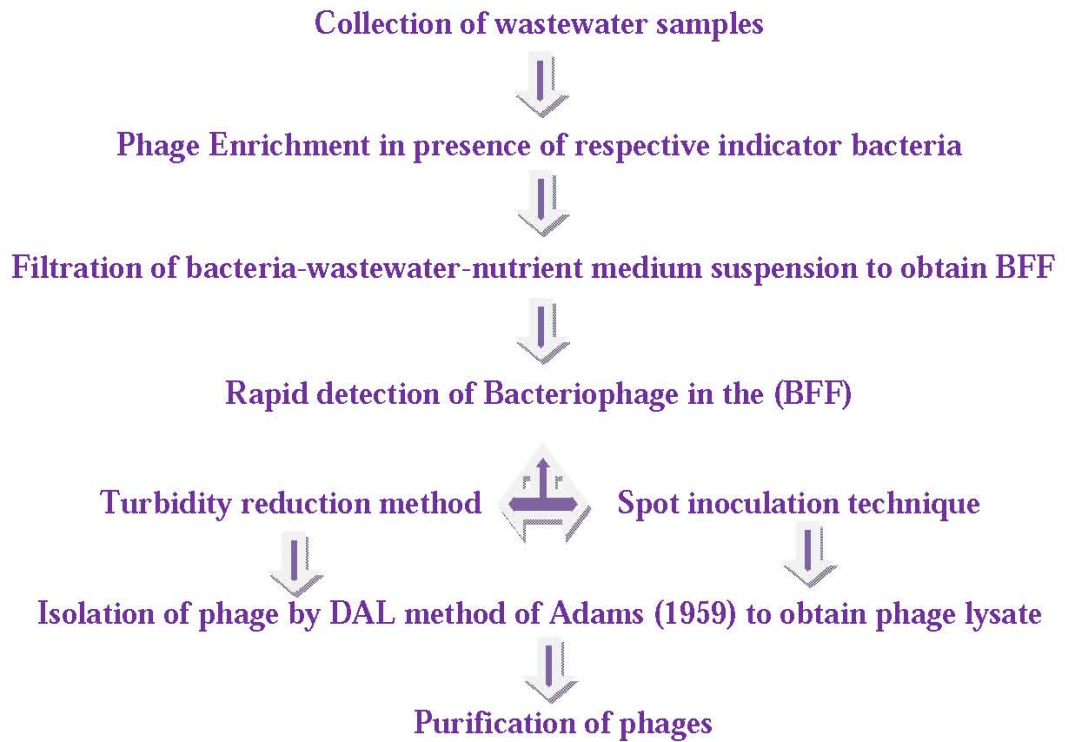 Collection of wastewater samples
Phage Enrichment in presence of respective indicator bacteria
Filtration of bacteria-wastewater-nutrient medium suspension to obtain BFF
Rapid detection of Bacteriophage in the (BFF)
Turbidity reduction method
Spot inoculation technique
Isolation of phage by DAL method of Adams (1959) to obtain phage lysate
Purification of phages